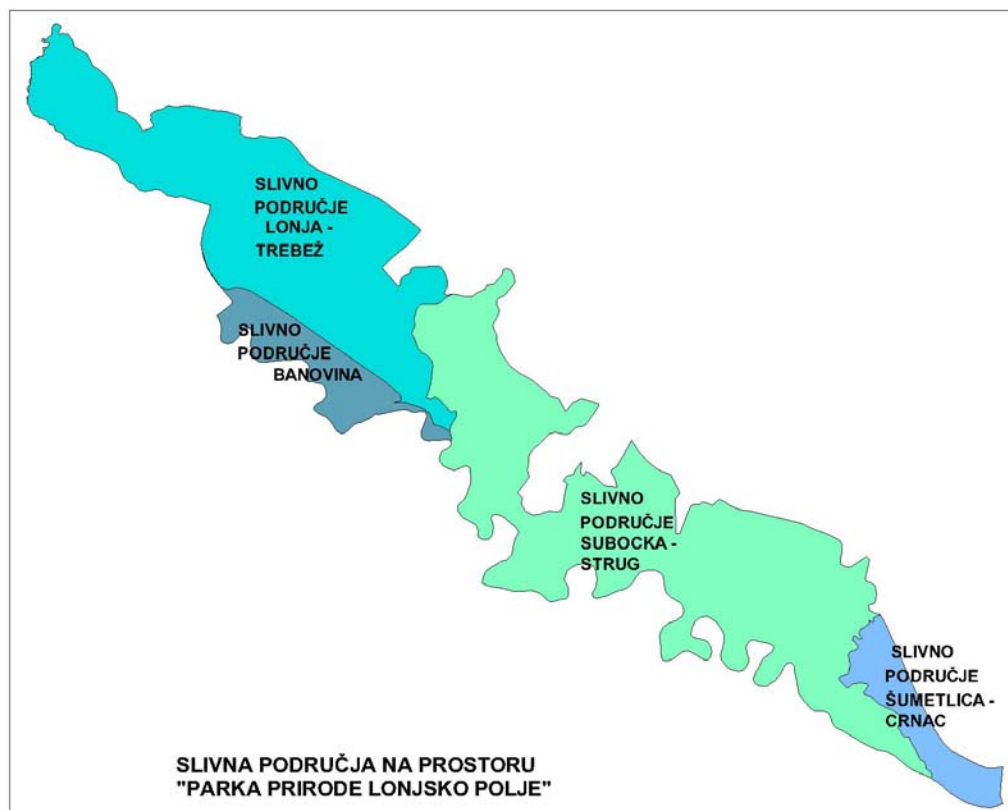 SLIVNO
PODRUČJE
LONJA -
TREBEŽ
SLIVNO
PODRUČJE
BANOVINA
SLIVNO
PODRUČJE
SUBOCKA -
STRUG
SLIVNO
PODRUČJE
ŠUMETLICA -
CRNAC
SLIVNA PODRUČJA NA PROSTORU
"PARKA PRIRODE LONJSKO POLJE"